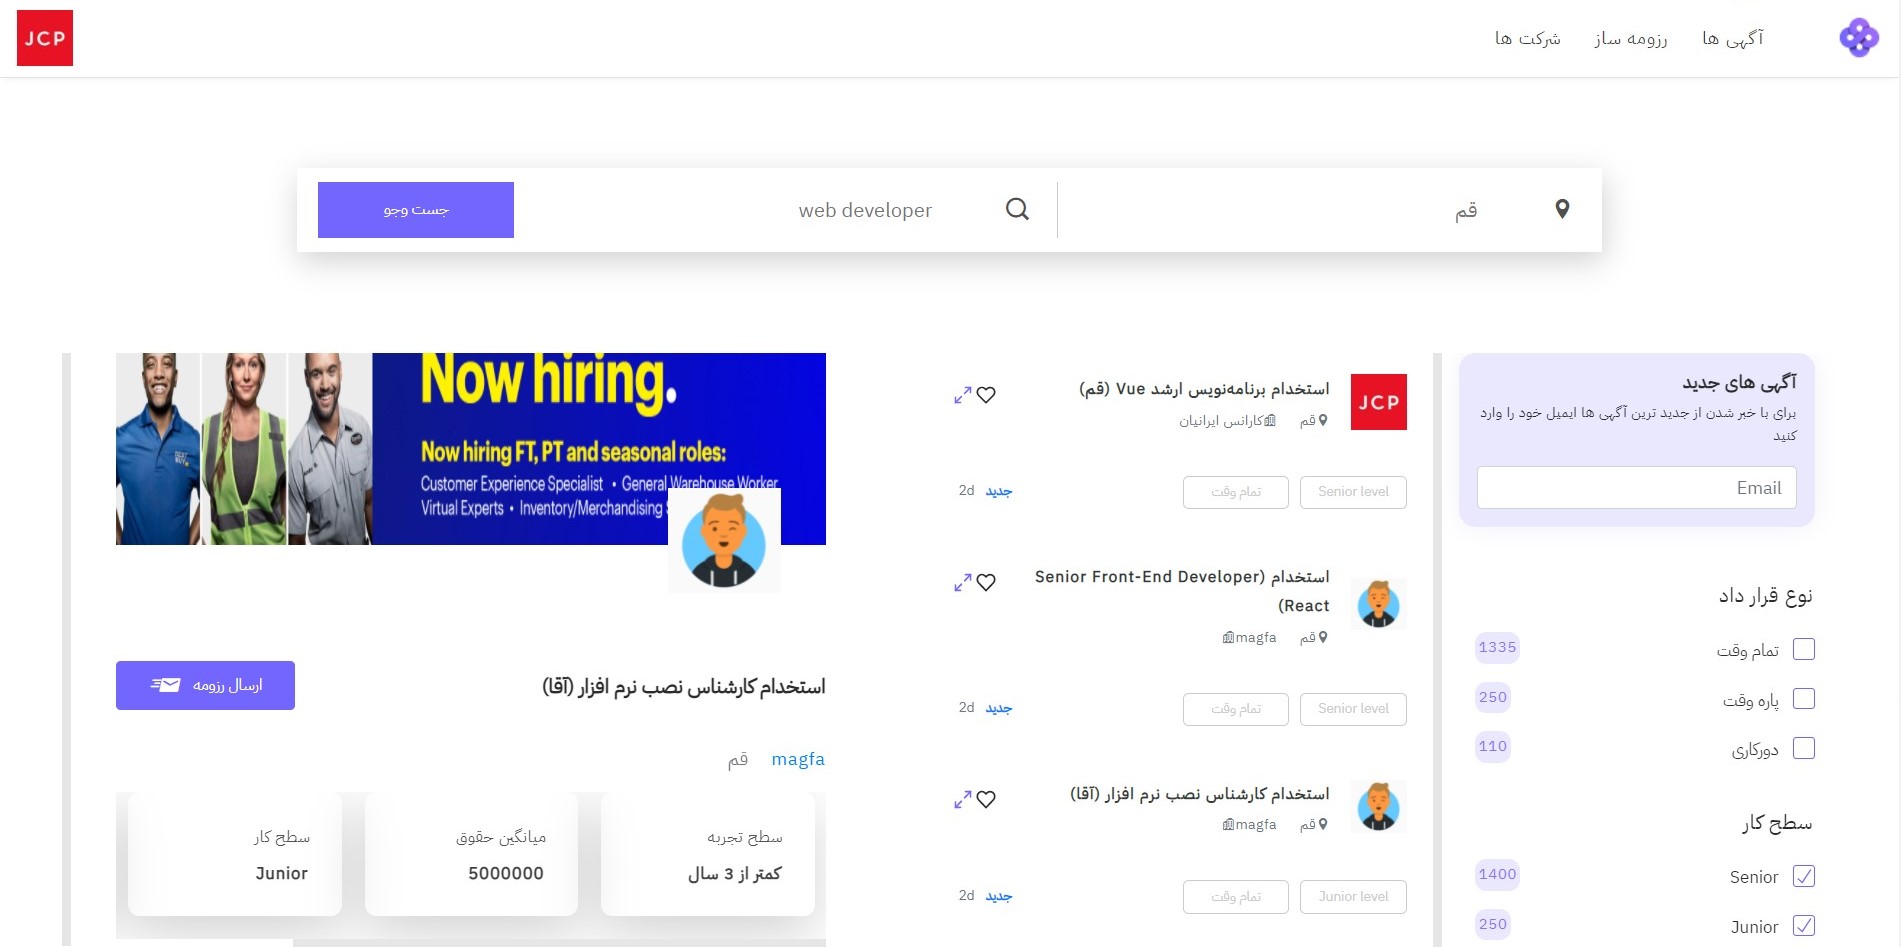 آگهی ها
رزومه ساز
شرکت ها
JCP
قم
web developer
جست وجو
آگهی های جدید
برای با خبر شدن از جدید ترین آگهی ها ایمیل خود را وارد
کنید
Email
نوع قرار داد
تمام وقت 1335
پاره وقت 250
دورکاری 110
سطح کار
Senior 1400
Junior 250
JCP
استخدام برنامه‌نویس ارشد Vue (قم)
قم کارانس ایرانیان
Senior level تمام وقت جدید 2d
استخدام Senior Front-End Developer)
(React
قم magfa
Senior level تمام وقت جدید 2d
استخدام کارشناس نصب نرم افزار (آقا)
قم magfa
Junior level تمام وقت جدید 2d
Now hiring.
Now hiring FT, PT and seasonal roles:
Customer Experience Specialist • General Warehouse Worker
Virtual Experts • Inventory/Merchandising
استخدام کارشناس نصب نرم افزار (آقا)
ارسال رزومه
magfa قم
سطح تجربه
کمتر از 3 سال
میانگین حقوق
5000000
سطح کار
Junior